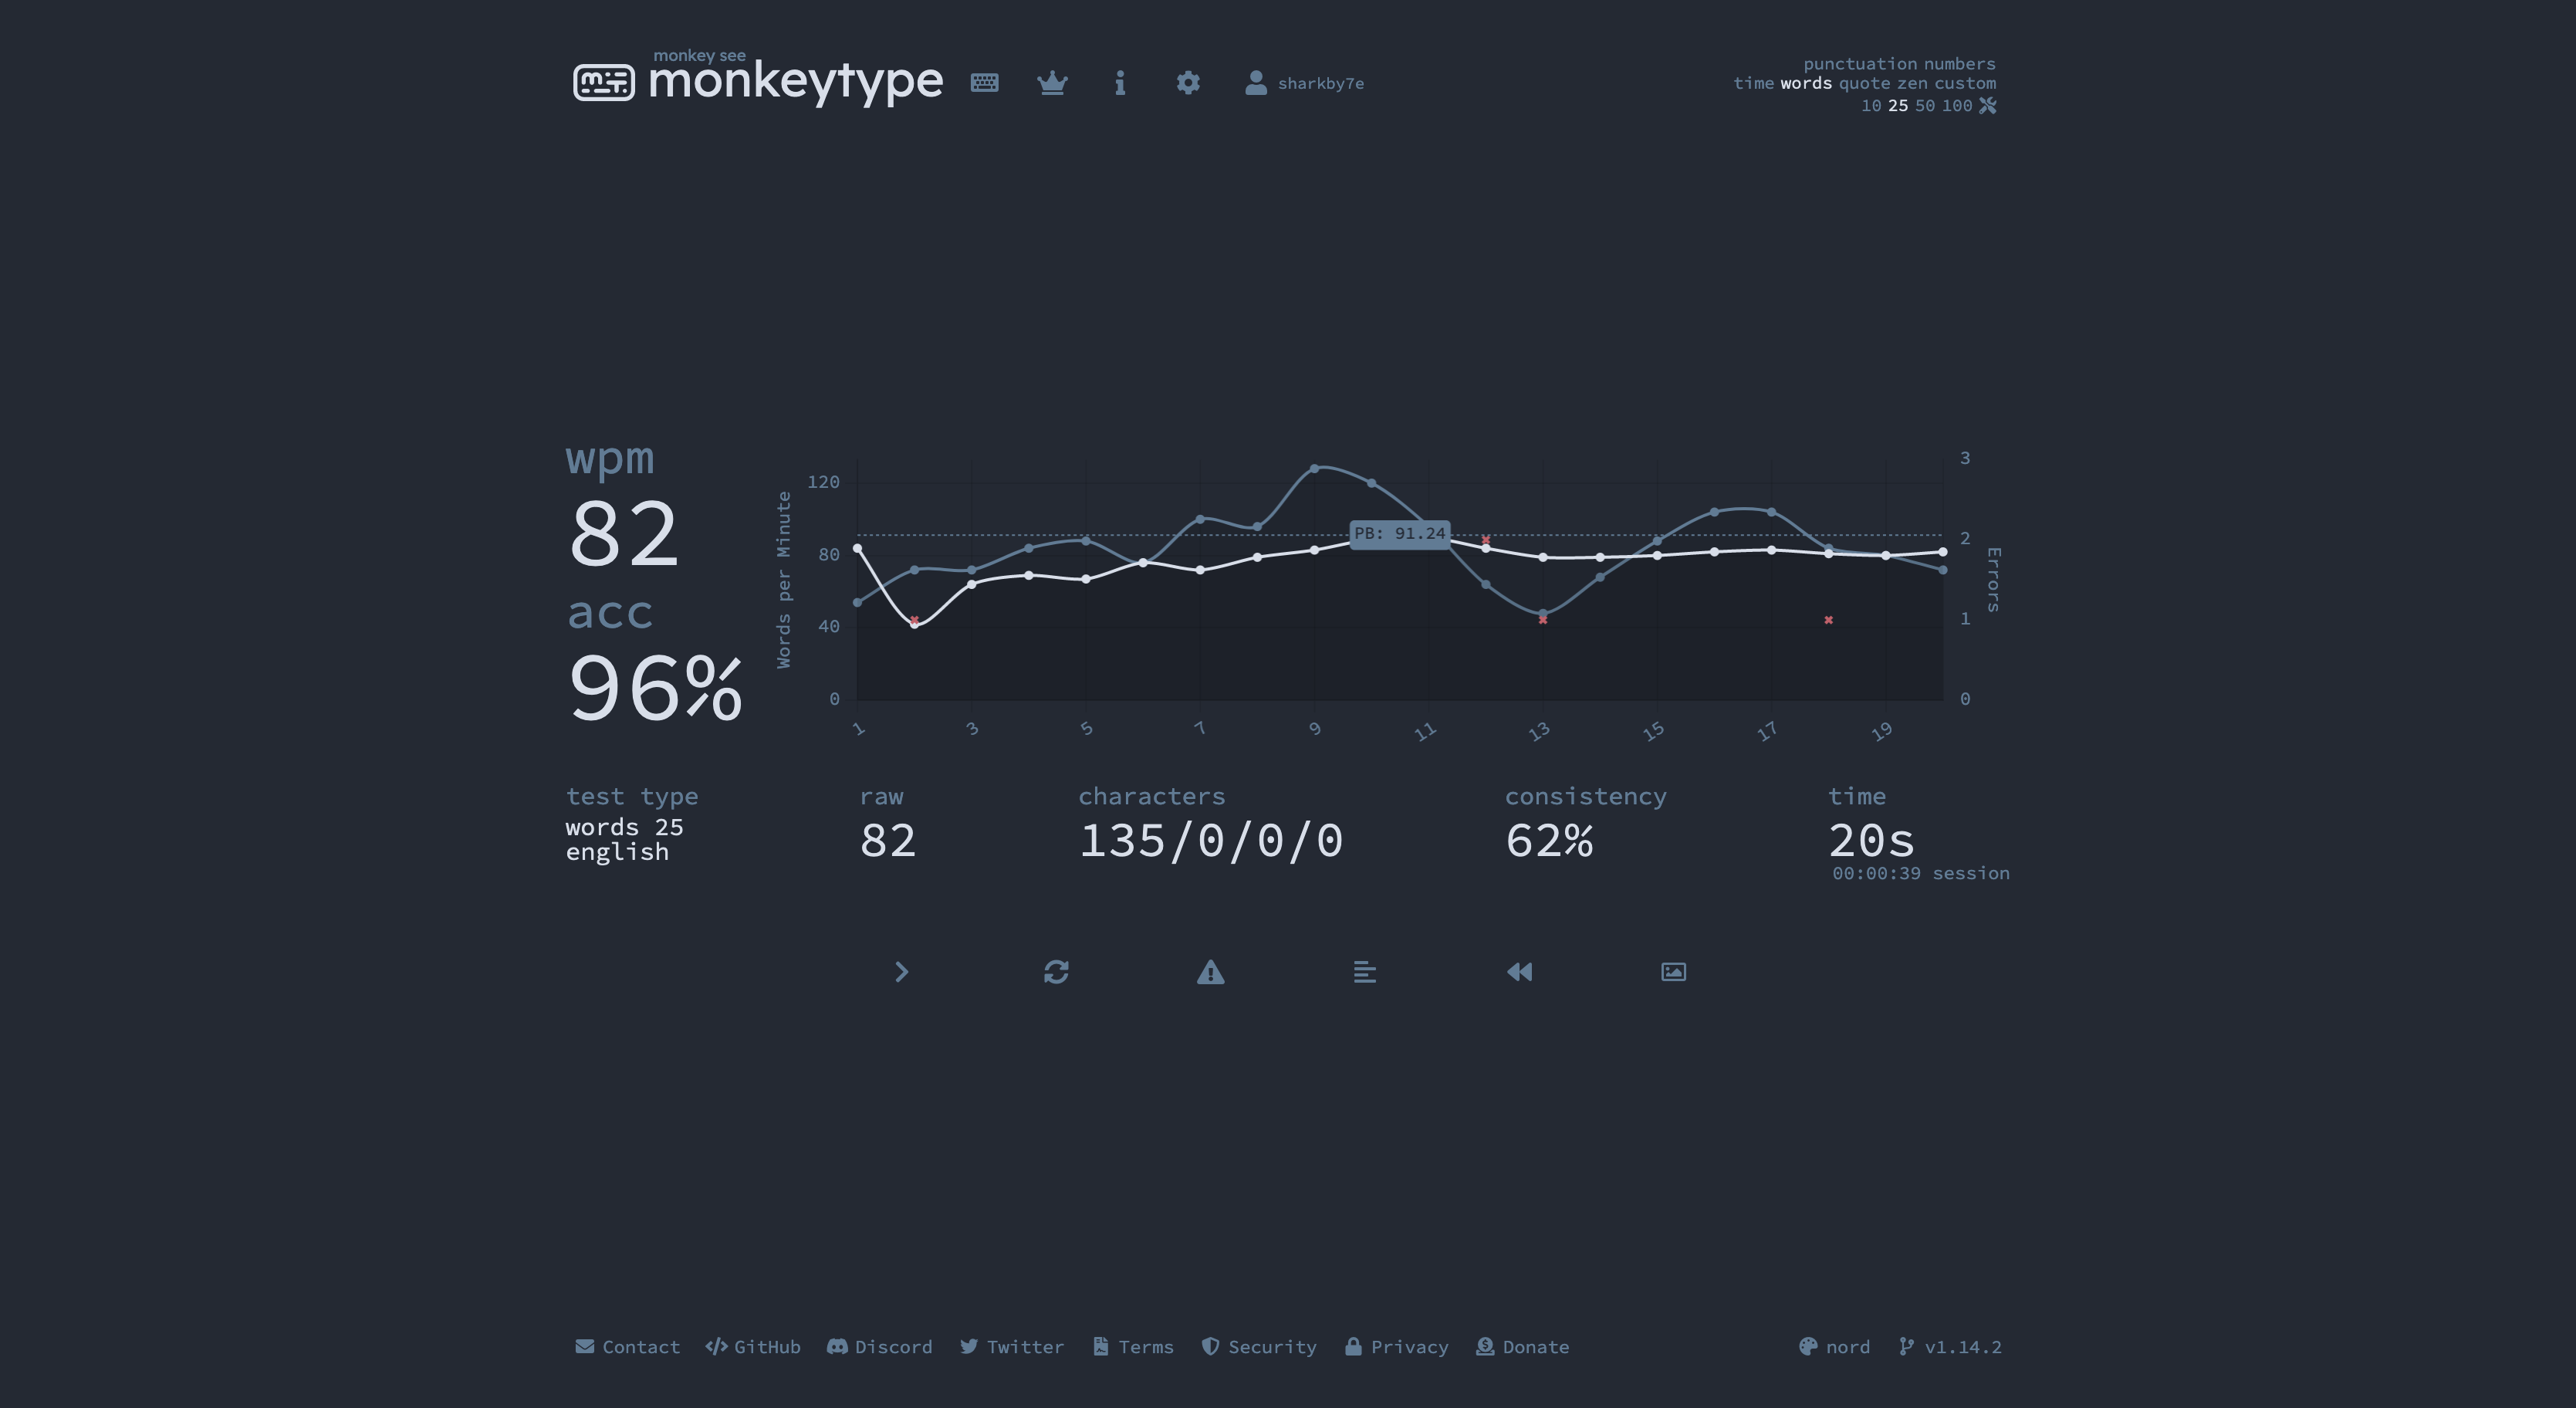 monkey see
monkeytype
sharkby7e
punctuation numbers
time words quote zen custom
10 25 50 100
wpm
82
acc
96%
Words per Minute
120
80
40
0
PB: 91.24
3
2
1
0
Errors
1 3 5 7 9 11 13 15 17 19
test type
words 25
english
raw
82
characters
135/0/0/0
consistency
62%
time
20s
00:00:39 session
Contact GitHub Discord Twitter Terms Security Privacy Donate
nord v1.14.2